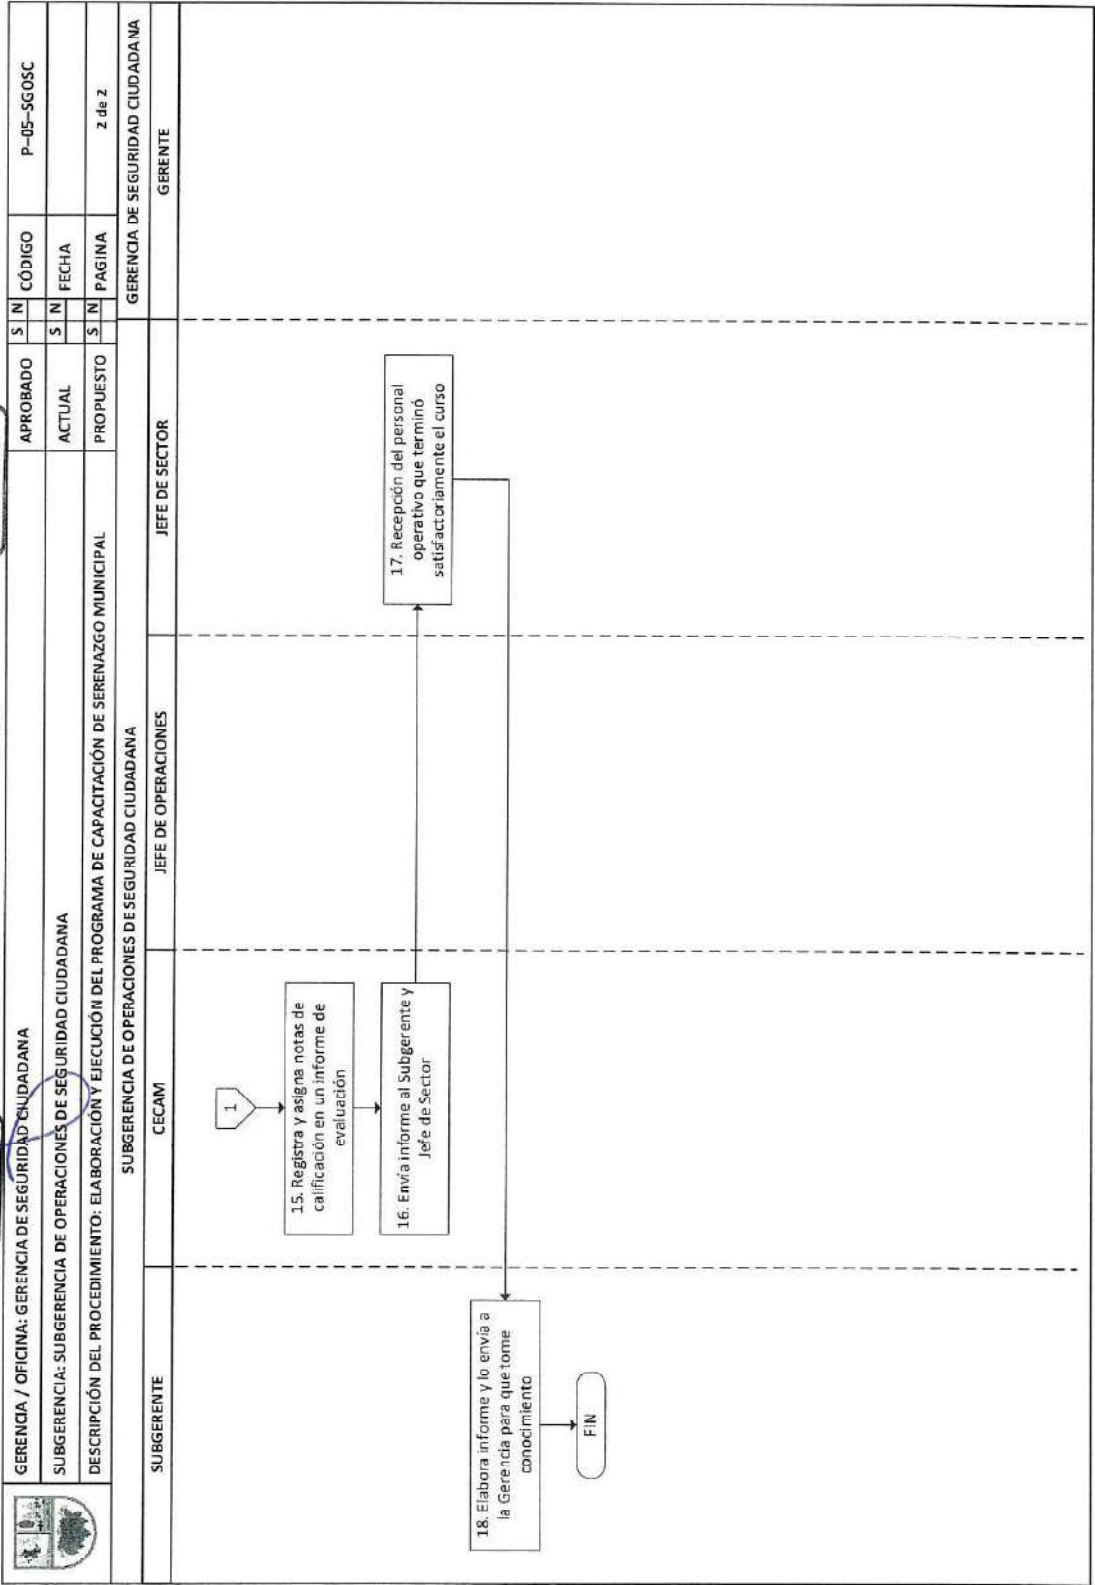 GERENCIA / OFICINA: GERENCIA DE SEGURIDAD CIUDADANA
APROBADO
S N
CÓDIGO
P–05–SGOSC
SUBGERENCIA: SUBGERENCIA DE OPERACIONES DE SEGURIDAD CIUDADANA
ACTUAL
S N
FECHA
DESCRIPCIÓN DEL PROCEDIMIENTO: ELABORACIÓN Y EJECUCIÓN DEL PROGRAMA DE CAPACITACIÓN DE SERENAZGO MUNICIPAL
PROPUESTO
S N
PAGINA
2 de 2
SUBGERENCIA DE OPERACIONES DE SEGURIDAD CIUDADANA
GERENCIA DE SEGURIDAD CIUDADANA
SUBGERENTE
CECAM
JEFE DE OPERACIONES
JEFE DE SECTOR
GERENTE
1
15. Registra y asigna notas de
calificación en un informe de
evaluación
16. Envía informe al Subgerente y
Jefe de Sector
17. Recepción del personal
operativo que terminó
satisfactoriamente el curso
18. Elabora informe y lo envía a
la Gerencia para que tome
conocimiento
FIN